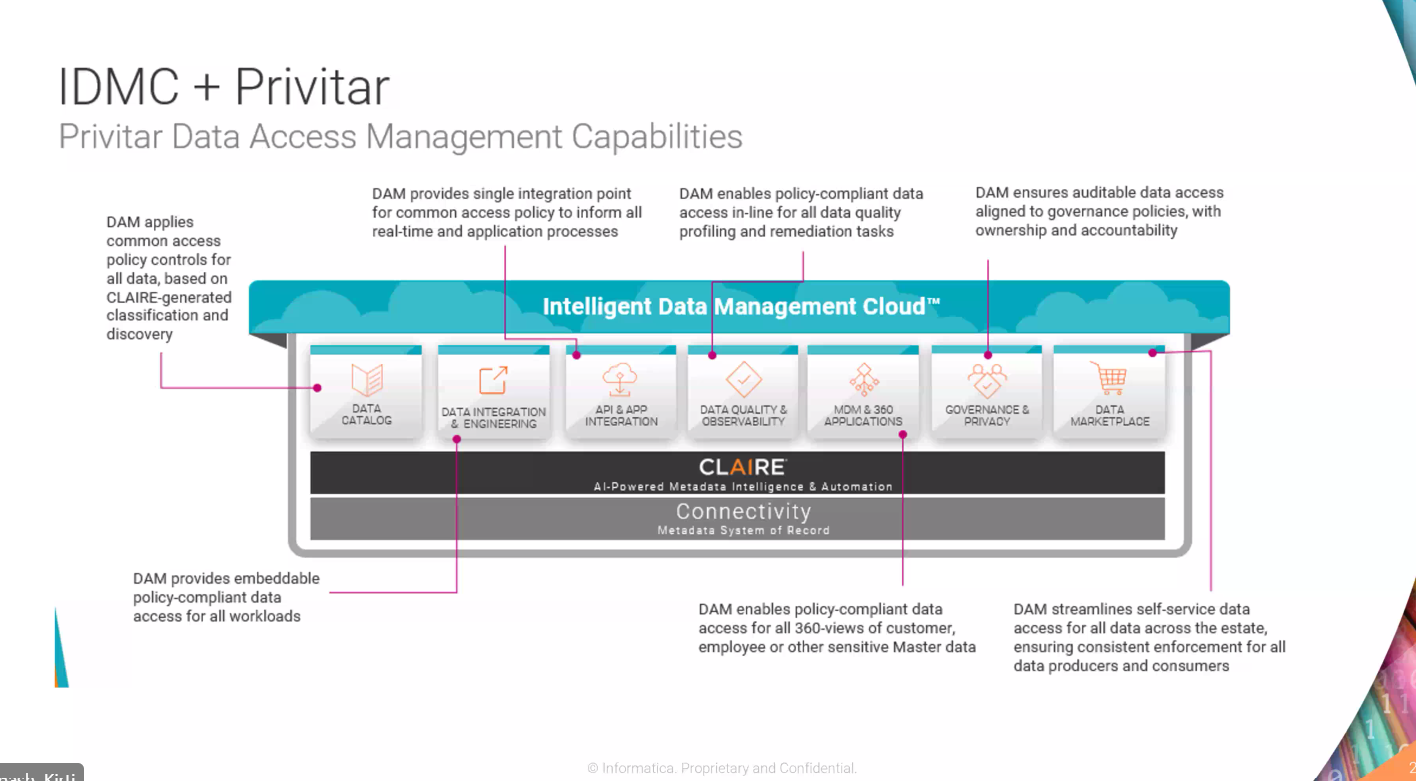 IDMC + Privitar
Privitar Data Access Management Capabilities
DAM applies
common access
policy controls for
all data, based on
CLAIRE-generated
classification and
discovery
DAM provides single integration point
for common access policy to inform all
real-time and application processes
DAM enables policy-compliant data
access in-line for all data quality
profiling and remediation tasks
DAM ensures auditable data access
aligned to governance policies, with
ownership and accountability
Intelligent Data Management Cloud™
DATA
CATALOG
DATA INTEGRATION
& ENGINEERING
API & APP
INTEGRATION
DATA QUALITY &
OBSERVABILITY
MDM & 360
APPLICATIONS
GOVERNANCE &
PRIVACY
DATA
MARKETPLACE
CLAIRE
AI-Powered Metadata Intelligence & Automation
Connectivity
Metadata System of Record
DAM provides embeddable
policy-compliant data
access for all workloads
DAM enables policy-compliant data
access for all 360-views of customer,
employee or other sensitive Master data
DAM streamlines self-service data
access for all data across the estate,
ensuring consistent enforcement for all
data producers and consumers
© Informatica. Proprietary and Confidential.